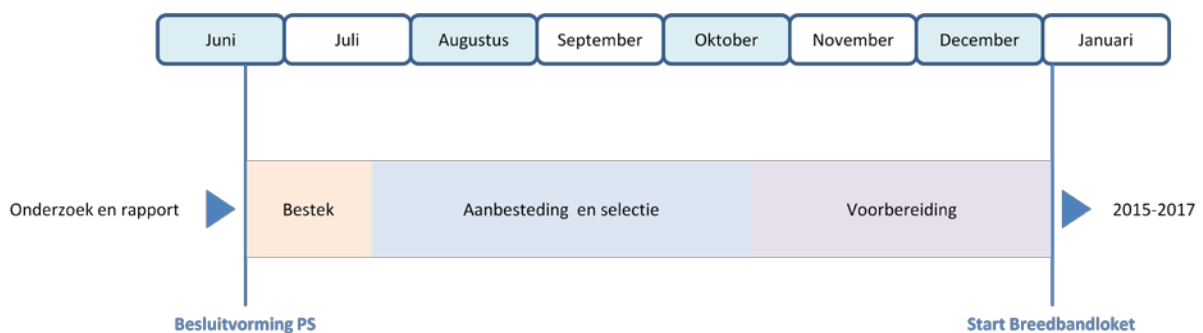 Juni
Juli
Augustus
September
Oktober
November
December
Januari
Onderzoek en rapport
Bestek
Aanbesteding en selectie
Voorbereiding
2015-2017
Besluitvorming PS
Start Breedbandloket